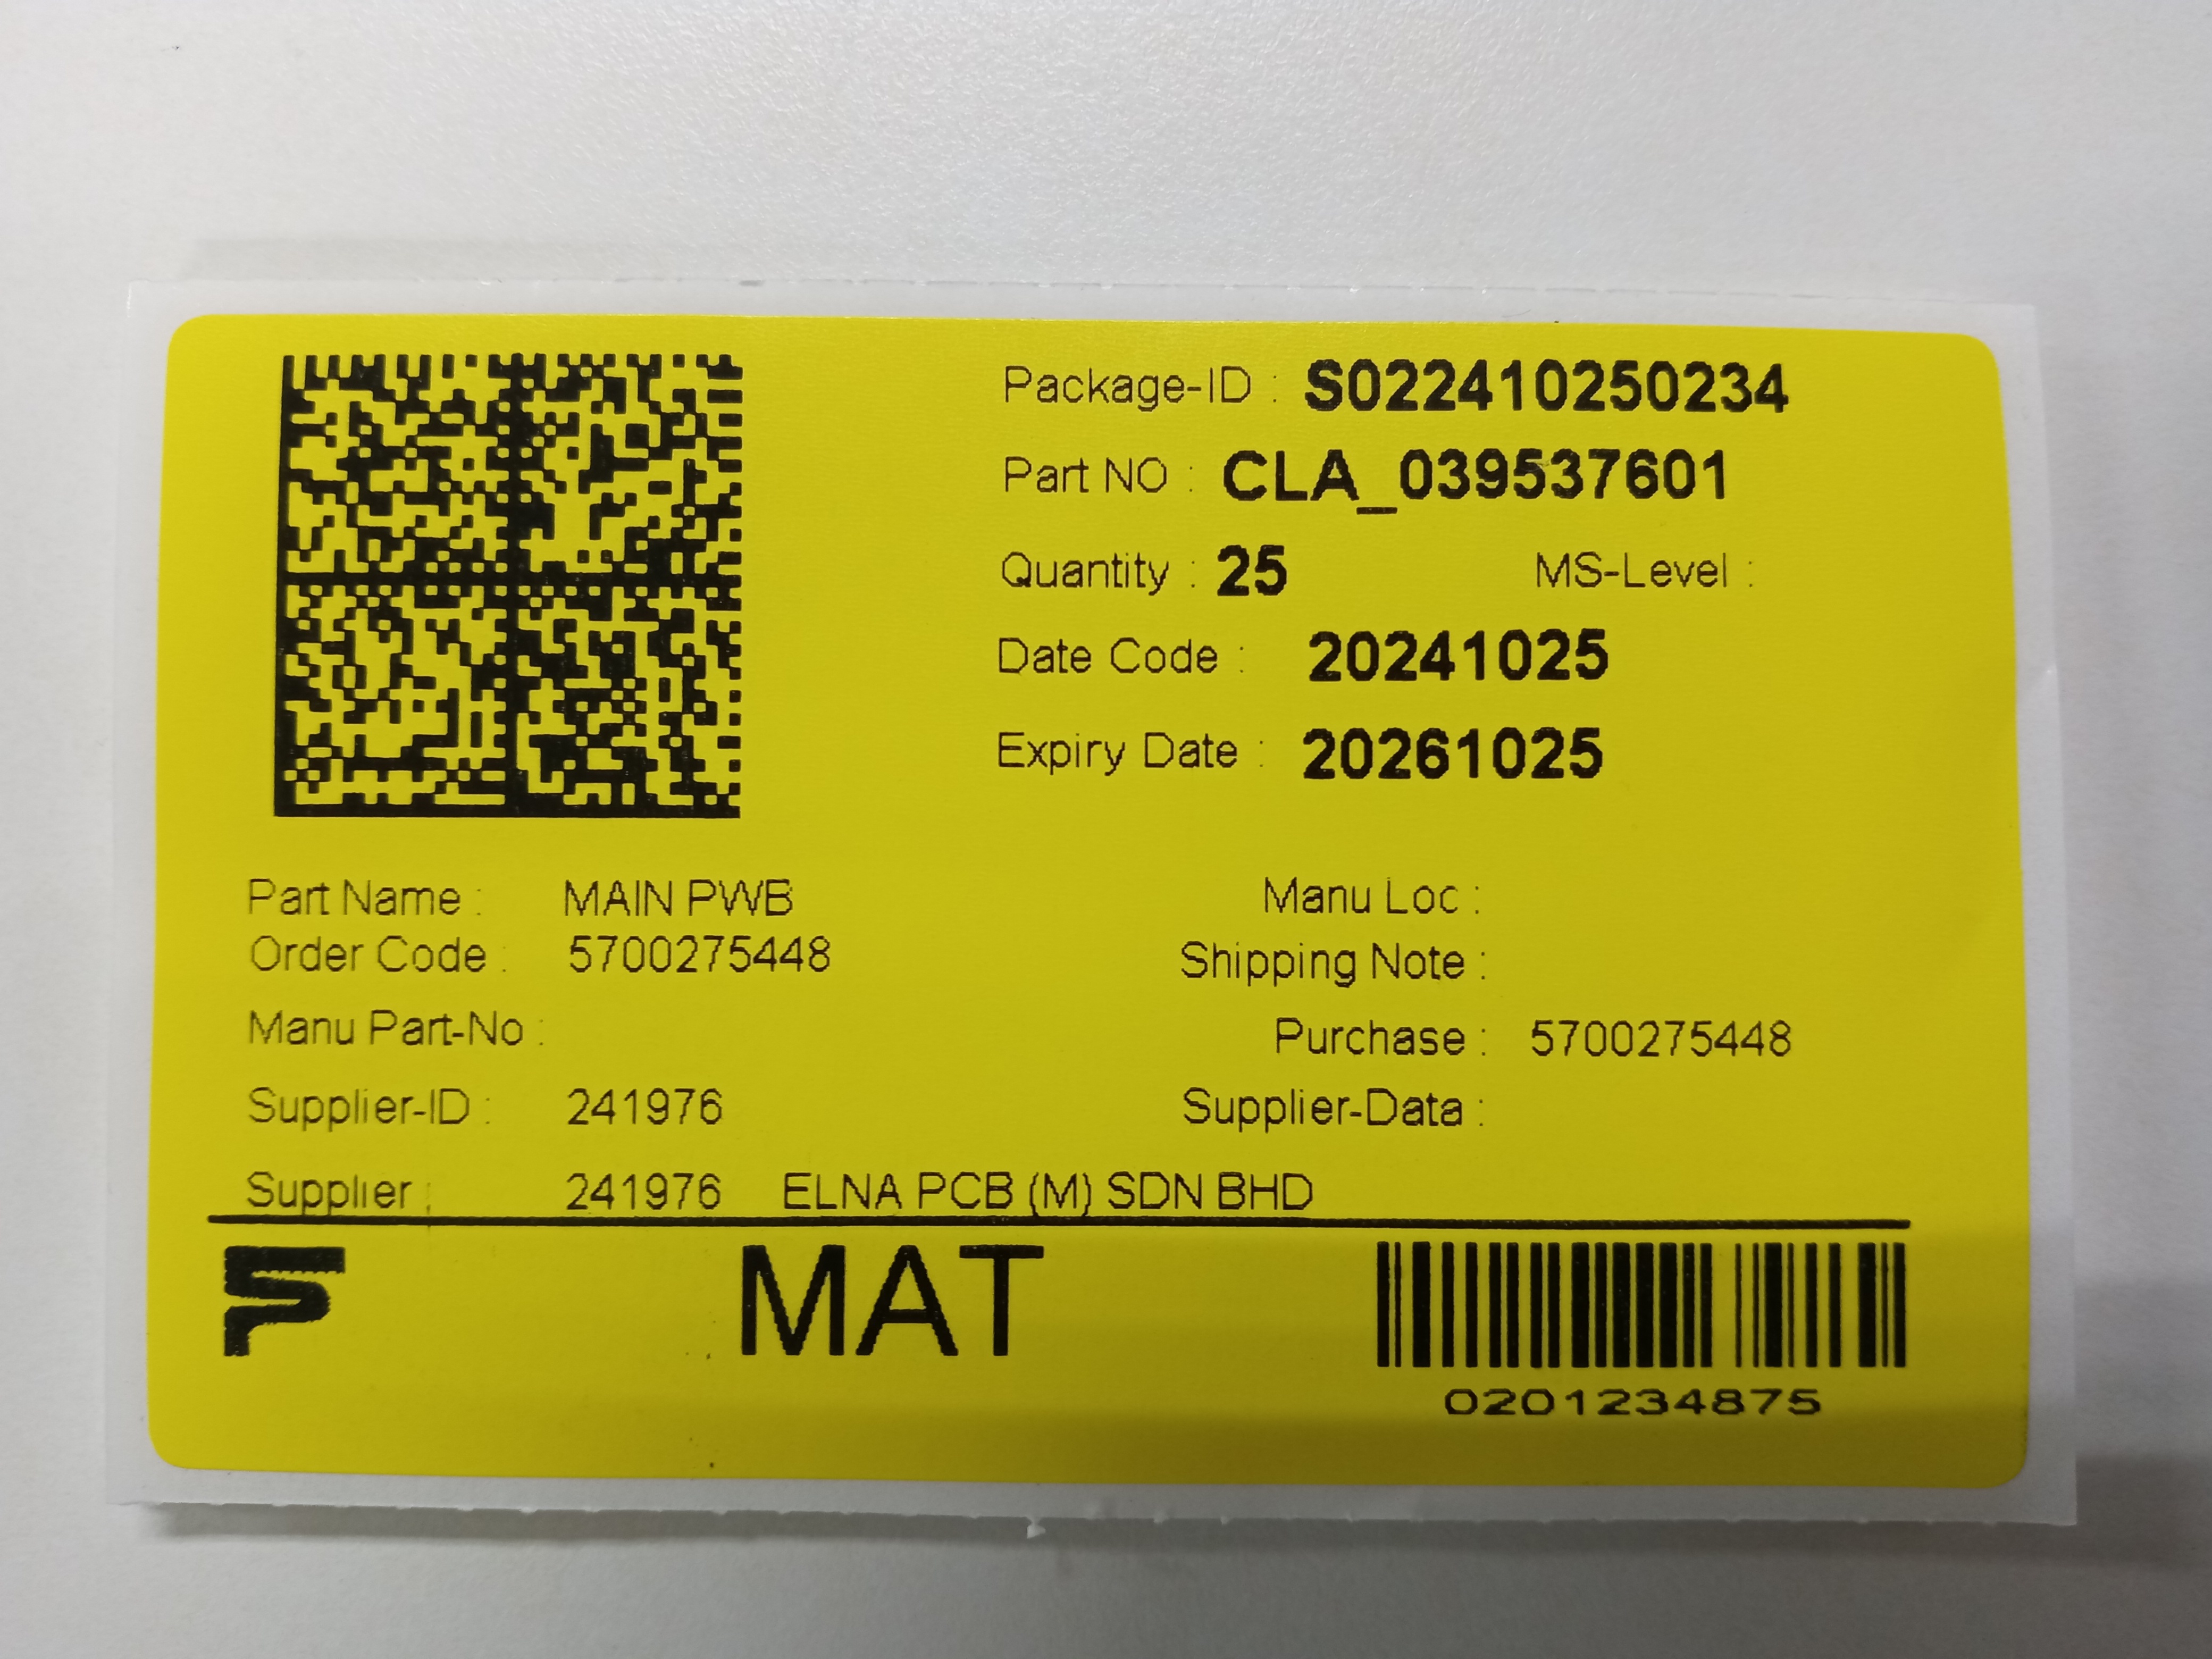 Package-ID : S022410250234
Part NO : CLA_039537601
Quantity : 25 MS-Level :
Date Code : 20241025
Expiry Date : 20261025
Part Name : MAIN PWB Manu Loc :
Order Code : 5700275448 Shipping Note :
Manu Part-No : Purchase : 5700275448
Supplier-ID : 241976 Supplier-Data :
Supplier : 241976 ELNA PCB (M) SDN BHD
MAT
0201234875